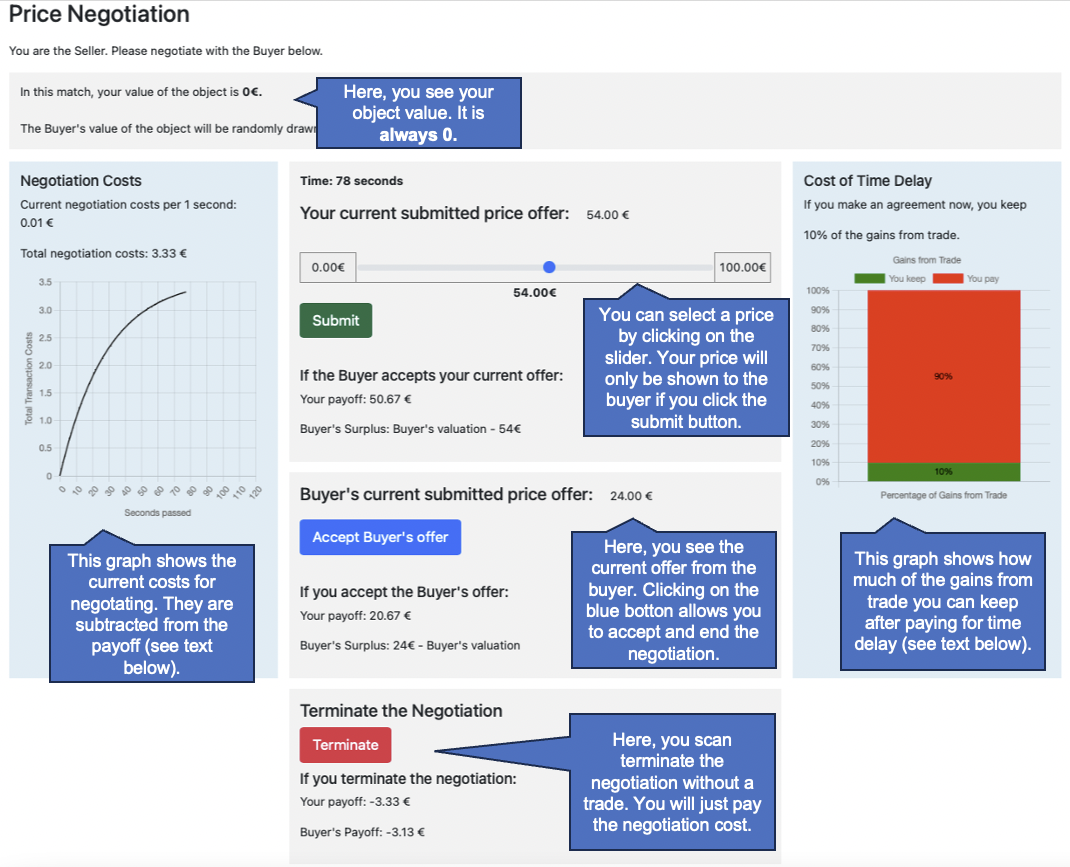 Price Negotiation
You are the Seller. Please negotiate with the Buyer below.
In this match, your value of the object is 0€.
The Buyer's value of the object will be randomly
Here, you see your
object value. It is
always 0.
Negotiation Costs
Current negotiation costs per 1 second:
0.01 €
Total negotiation costs: 3.33 €
3.5
3.0
2.5
2.0
1.5
1.0
0.5
0
Total Transaction Costs
0 10 20 30 40 50 60 70 80 90 100 110 120
Seconds passed
This graph shows the
current costs for
negotating. They are
subtracted from the
payoff (see text
below).
Time: 78 seconds
Your current submitted price offer: 54.00 €
0.00€
100.00€
54.00€
Submit
You can select a price
by clicking on the
slider. Your price will
only be shown to the
buyer if you click the
submit button.
If the Buyer accepts your current offer:
Your payoff: 50.67 €
Buyer's Surplus: Buyer's valuation - 54€
Buyer's current submitted price offer: 24.00 €
Accept Buyer's offer
Here, you see the
current offer from the
buyer. Clicking on the
blue botton allows you
to accept and end the
negotiation.
If you accept the Buyer's offer:
Your payoff: 20.67 €
Buyer's Surplus: 24€ - Buyer's valuation
Terminate the Negotiation
Terminate
Here, you scan
terminate the
negotiation without a
trade. You will just pay
the negotiation cost.
If you terminate the negotiation:
Your payoff: -3.33 €
Buyer's Payoff: -3.13 €
Cost of Time Delay
If you make an agreement now, you keep
10% of the gains from trade.
Gains from Trade
You keep You pay
100%
90%
80%
70%
60%
50%
40%
30%
20%
10%
0%
90%
10%
Percentage of Gains from Trade
This graph shows how
much of the gains from
trade you can keep
after paying for time
delay (see text below).